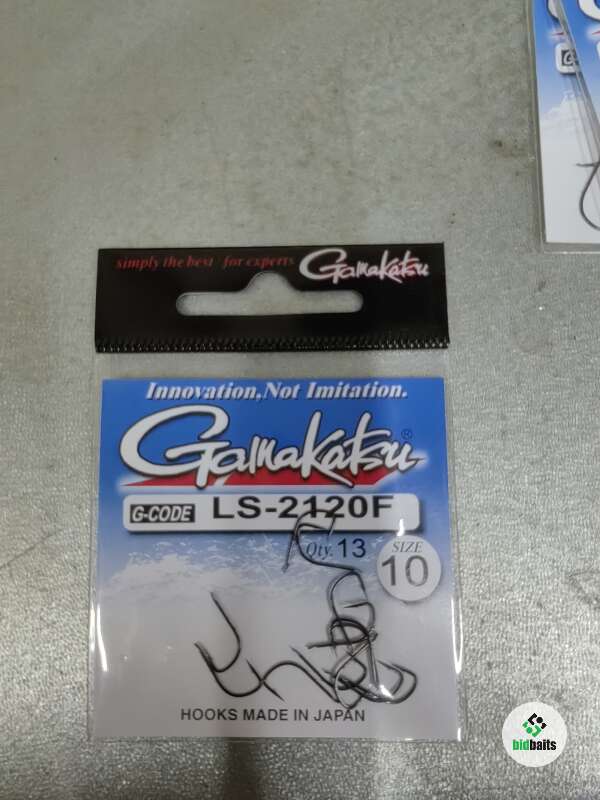 simply the best / for experts Gamakatsu
Innovation, Not Imitation.
Gamakatsu®
G-CODE LS-2120F
Qty. 13
SIZE
10
HOOKS MADE IN JAPAN
bidbaits